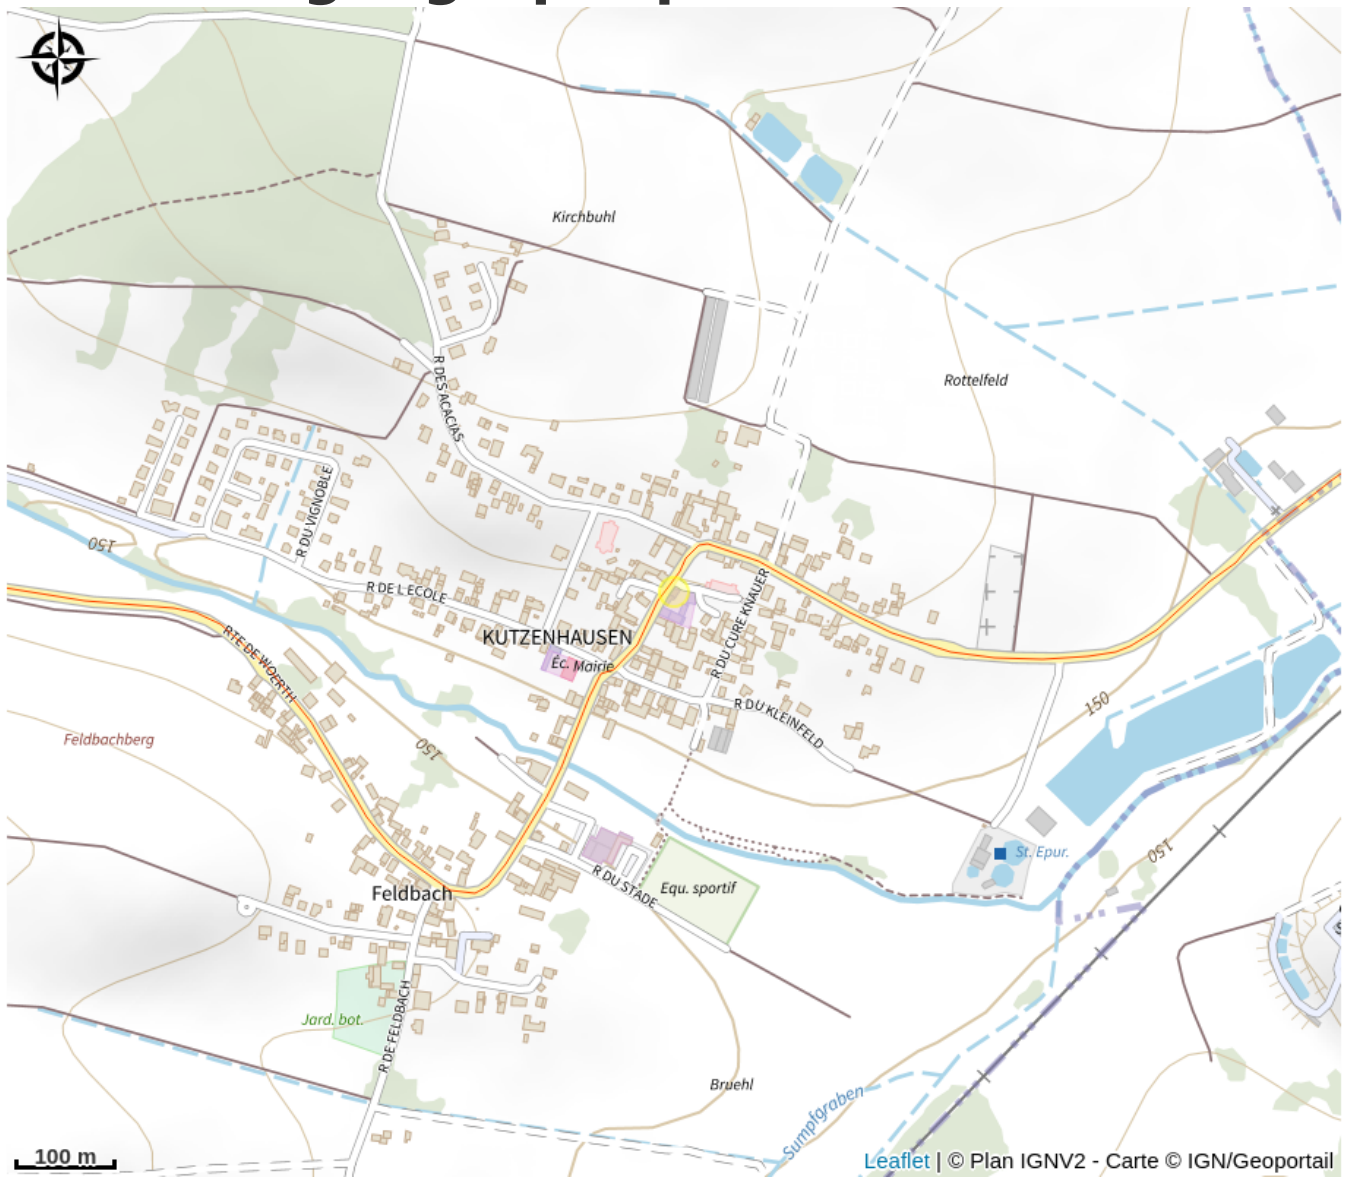 Kirchbuhl
Rottelfeld
R DES ACACIAS
R DU VIGNOBLE
150
R DE L ECOLE
KUTZENHAUSEN
Éc. Mairie
R DU CURE KNAUER
RTE DE WOERTH
R DU KLEINFELD
150
Feldbachberg
150
150
St. Epur.
R DU STADE
Equ. sportif
Feldbach
Jard. bot.
R DE FELDBACH
Bruehl
Sumpfgraben
100 m
Leaflet | © Plan IGNV2 - Carte © IGN/Geoportail